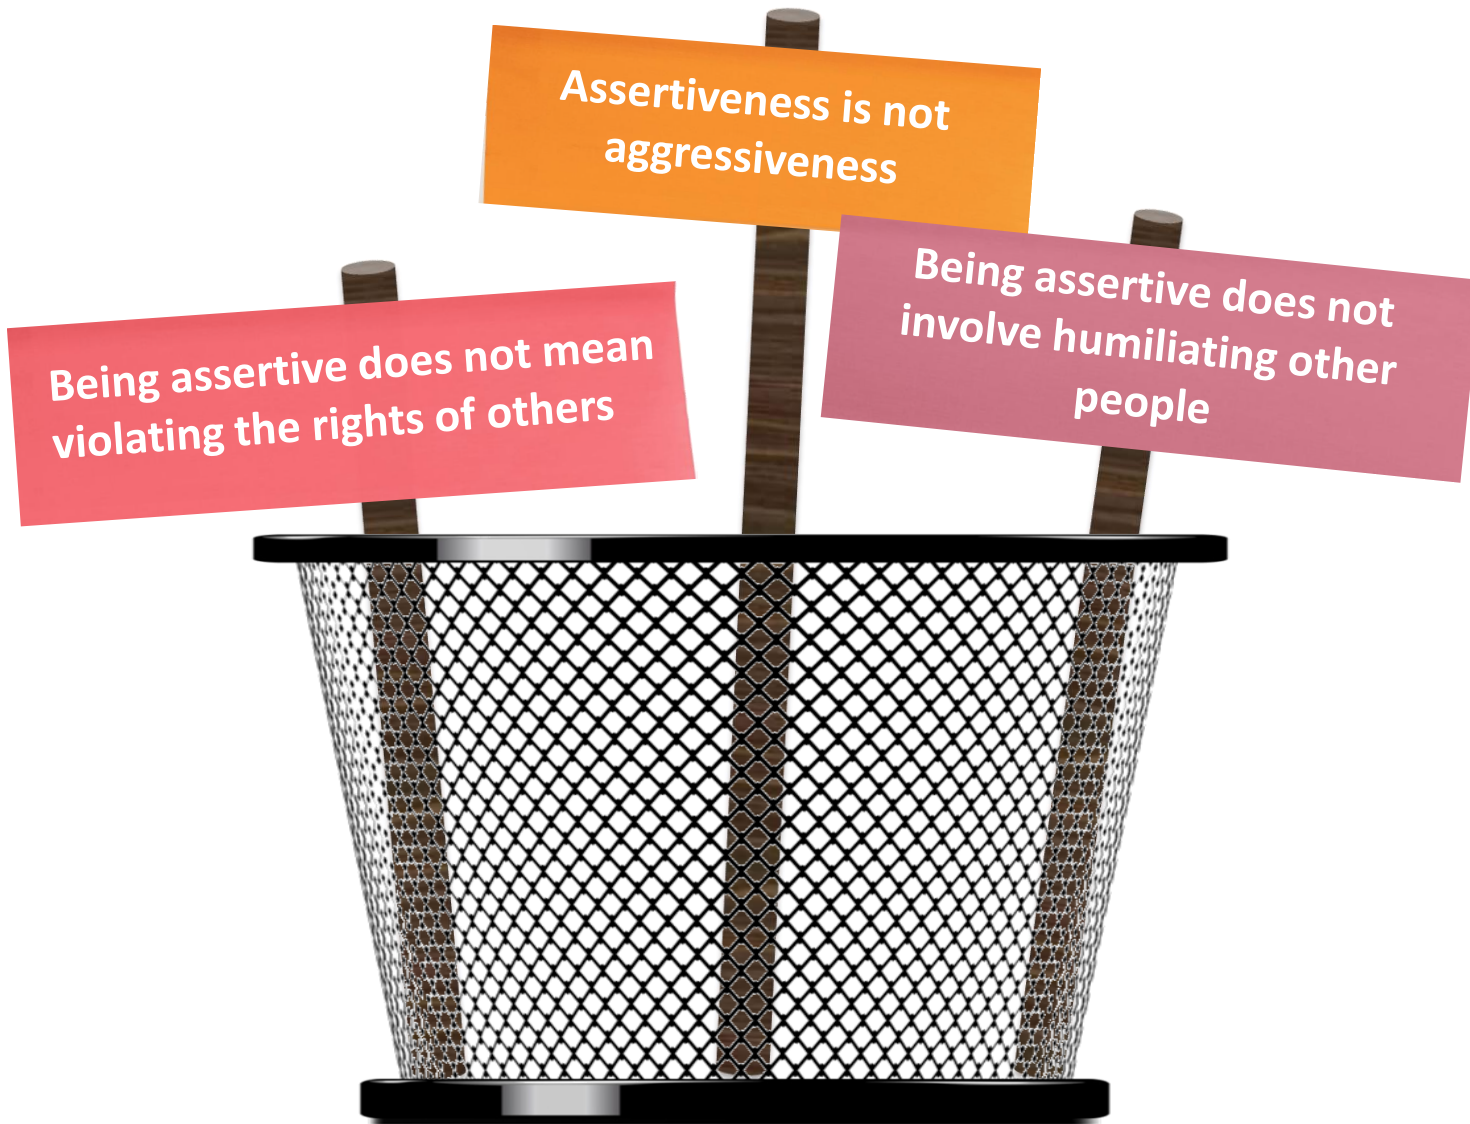 Assertiveness is not
aggressiveness
Being assertive does not mean
violating the rights of others
Being assertive does not
involve humiliating other
people